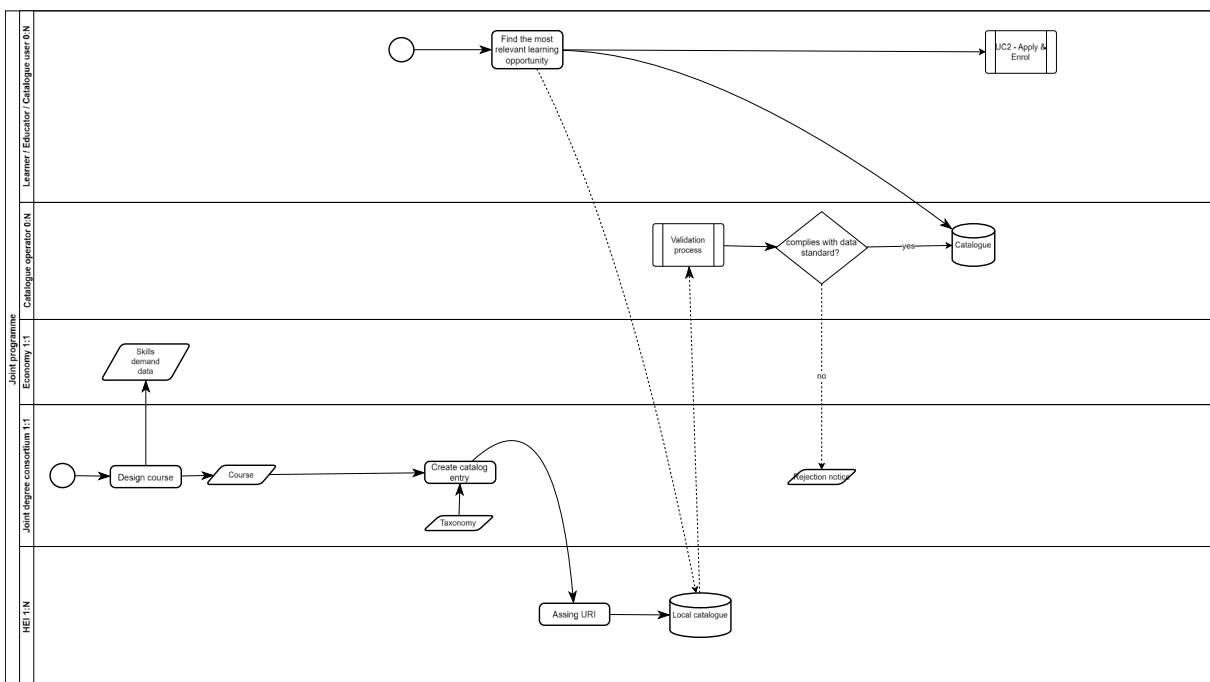 Joint programme
Learner / Educator / Catalogue user 0:N
Find the most
relevant learning
opportunity
UC2 - Apply &
Enrol
Catalogue operator 0:N
Validation
process
complies with data
standard?
yes
Catalogue
no
Economy 1:1
Skills
demand
data
Joint degree consortium 1:1
Design course
Course
Create catalog
entry
Taxonomy
Rejection notice
HEI 1:N
Assing URI
Local catalogue